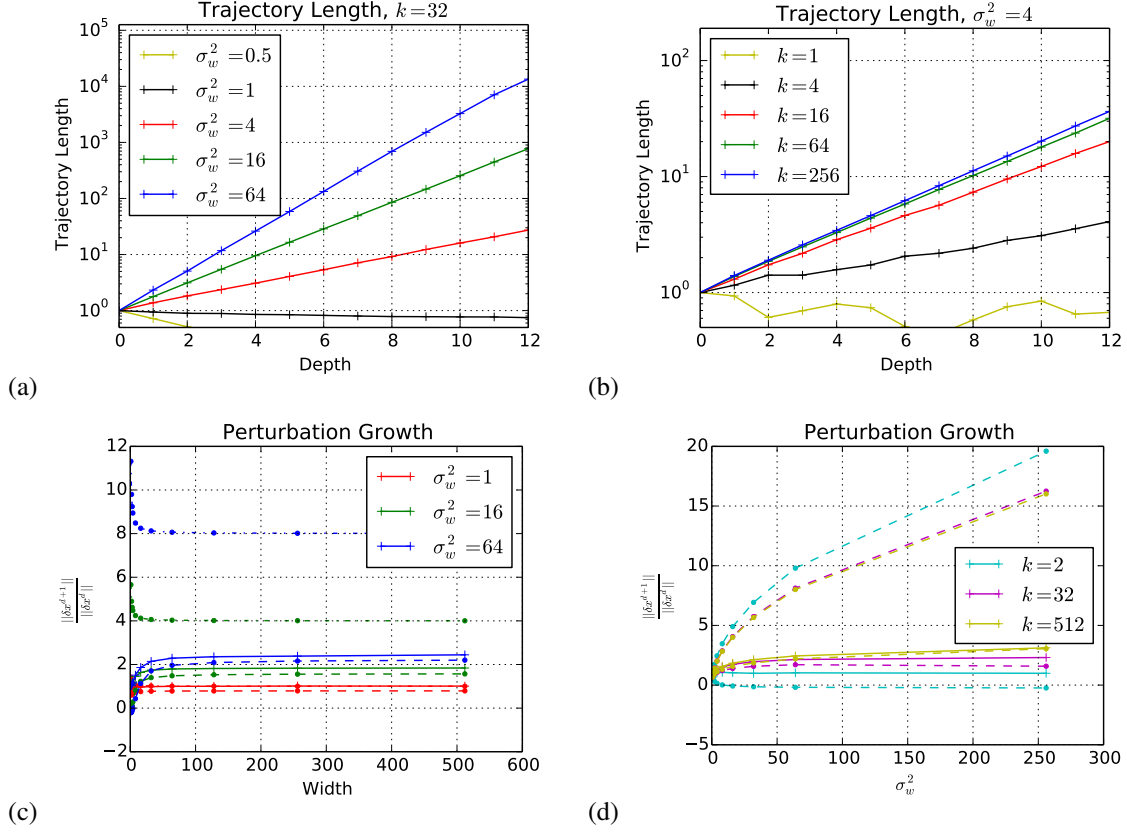 Trajectory Length, k=32
10^5
10^4
10^3
10^2
10^1
10^0
Trajectory Length
σ_w^2 =0.5
σ_w^2 =1
σ_w^2 =4
σ_w^2 =16
σ_w^2 =64
0 2 4 6 8 10 12
Depth
(a)
Trajectory Length, σ_w^2 =4
10^2
10^1
10^0
Trajectory Length
k=1
k=4
k=16
k=64
k=256
0 2 4 6 8 10 12
Depth
(b)
Perturbation Growth
12
10
8
6
4
2
0
−2
||δx^{d+1}||
||δx^d||
σ_w^2 =1
σ_w^2 =16
σ_w^2 =64
0 100 200 300 400 500 600
Width
(c)
Perturbation Growth
20
15
10
5
0
−5
||δx^{d+1}||
||δx^d||
k=2
k=32
k=512
0 50 100 150 200 250 300
σ_w^2
(d)